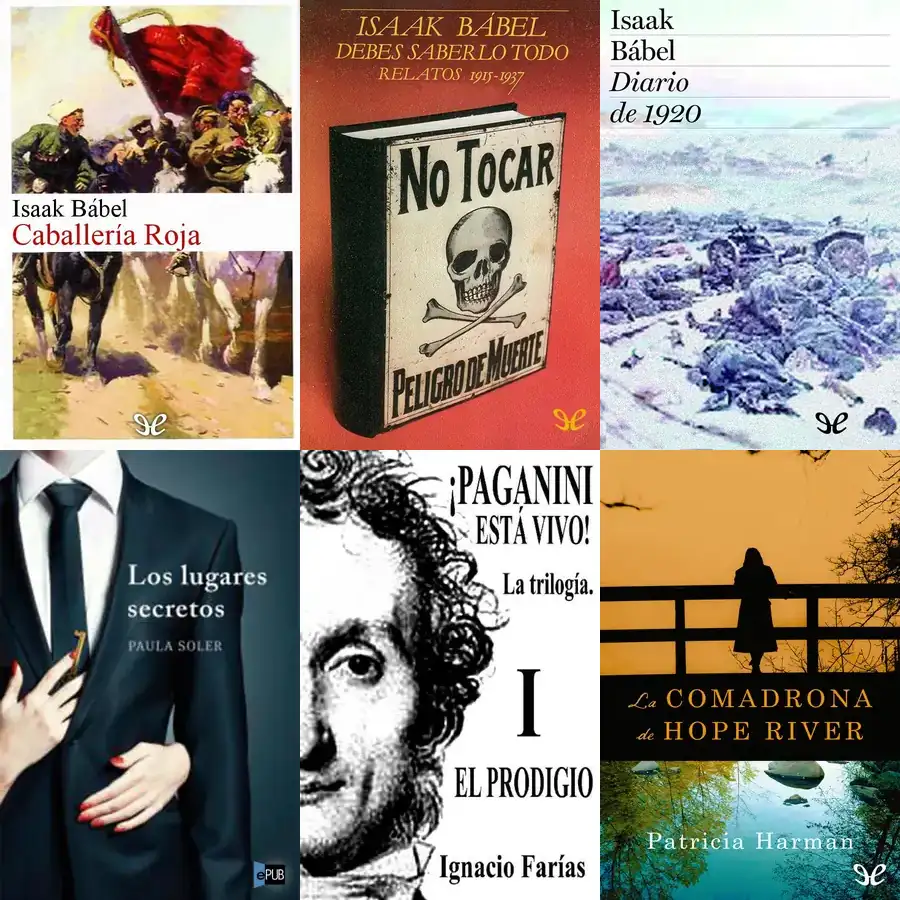 Isaak Bábel
Caballería Roja
ISAAK BÁBEL
DEBES SABERLO TODO
RELATOS 1915-1937
NO TOCAR
PELIGRO DE MUERTE
Isaak
Bábel
Diario
de 1920
Los lugares
secretos
PAULA SOLER
ePUB
¡PAGANINI
ESTÁ VIVO!
La trilogía.
I
EL PRODIGIO
Ignacio Farías
La COMADRONA
de HOPE RIVER
Patricia Harman